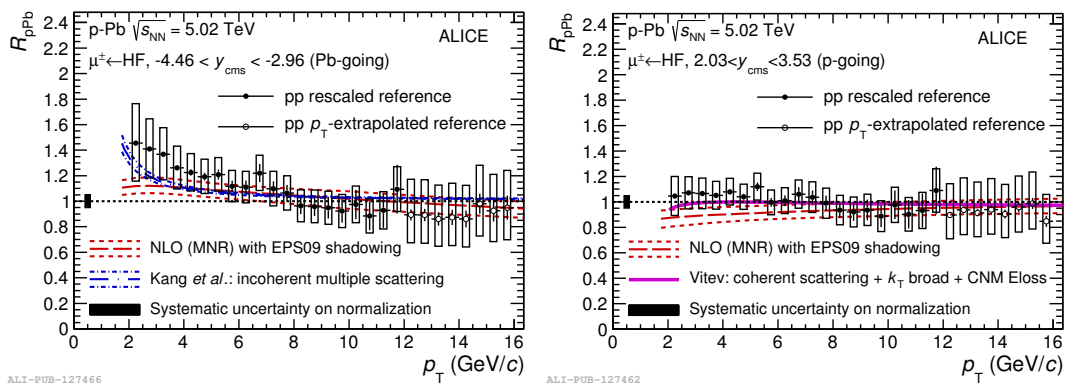 R_pPb
2.4
2.2
2
1.8
1.6
1.4
1.2
1
0.8
0.6
0.4
0.2
0
p-Pb √s_NN = 5.02 TeV
ALICE
μ±←HF, -4.46 < y_cms < -2.96 (Pb-going)
pp rescaled reference
pp p_T-extrapolated reference
NLO (MNR) with EPS09 shadowing
Kang et al.: incoherent multiple scattering
Systematic uncertainty on normalization
0 2 4 6 8 10 12 14 16
p_T (GeV/c)
ALI-PUB-127466
R_pPb
2.4
2.2
2
1.8
1.6
1.4
1.2
1
0.8
0.6
0.4
0.2
0
p-Pb √s_NN = 5.02 TeV
ALICE
μ±←HF, 2.03<y_cms<3.53 (p-going)
pp rescaled reference
pp p_T-extrapolated reference
NLO (MNR) with EPS09 shadowing
Vitev: coherent scattering + k_T broad + CNM Eloss
Systematic uncertainty on normalization
0 2 4 6 8 10 12 14 16
p_T (GeV/c)
ALI-PUB-127462